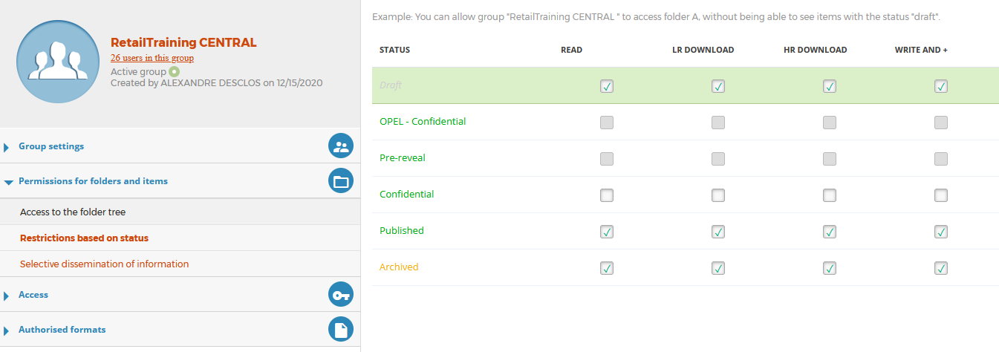 RetailTraining CENTRAL
26 users in this group
Active group
Created by ALEXANDRE DESCLOS on 12/15/2020
Group settings
Permissions for folders and items
Access to the folder tree
Restrictions based on status
Selective dissemination of information
Access
Authorised formats
Example: You can allow group "RetailTraining CENTRAL " to access folder A, without being able to see items with the status "draft".
STATUS READ LR DOWNLOAD HR DOWNLOAD WRITE AND +
Draft
OPEL - Confidential
Pre-reveal
Confidential
Published
Archived